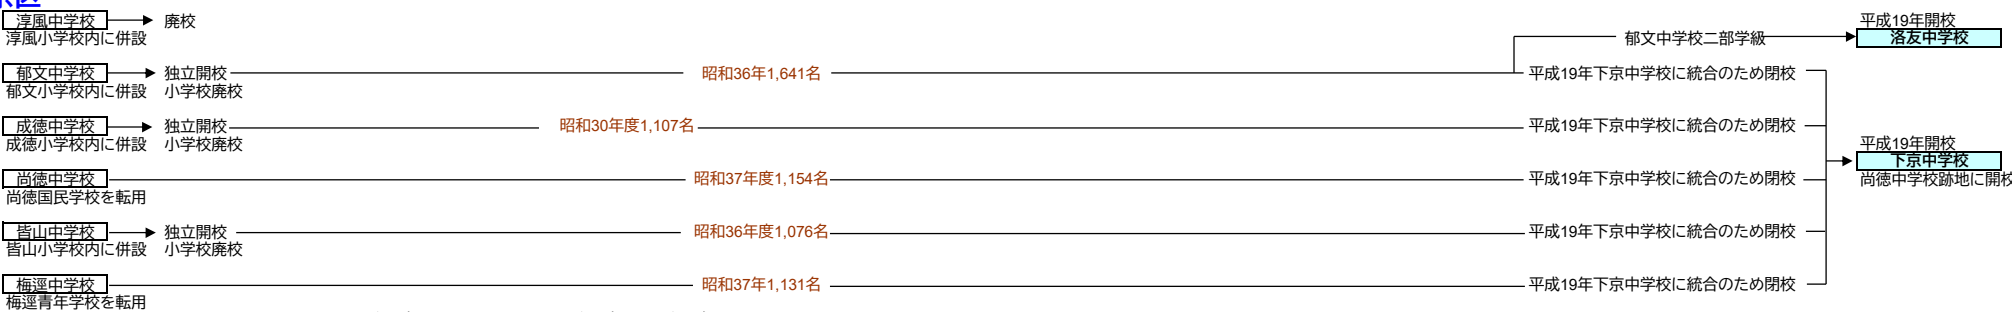 淳風中学校 廃校 平成19年開校
淳風小学校内に併設 郁文中学校二部学級 洛友中学校
郁文中学校 独立開校 昭和36年1,641名 平成19年下京中学校に統合のため閉校
郁文小学校内に併設 小学校廃校
成徳中学校 独立開校 昭和30年度1,107名 平成19年下京中学校に統合のため閉校
成徳小学校内に併設 小学校廃校 平成19年開校
下京中学校
尚徳中学校 昭和37年度1,154名 平成19年下京中学校に統合のため閉校 尚徳中学校跡地に開校
尚徳国民学校を転用
皆山中学校 独立開校 昭和36年度1,076名 平成19年下京中学校に統合のため閉校
皆山小学校内に併設 小学校廃校
梅逕中学校 昭和37年1,131名 平成19年下京中学校に統合のため閉校
梅逕青年学校を転用